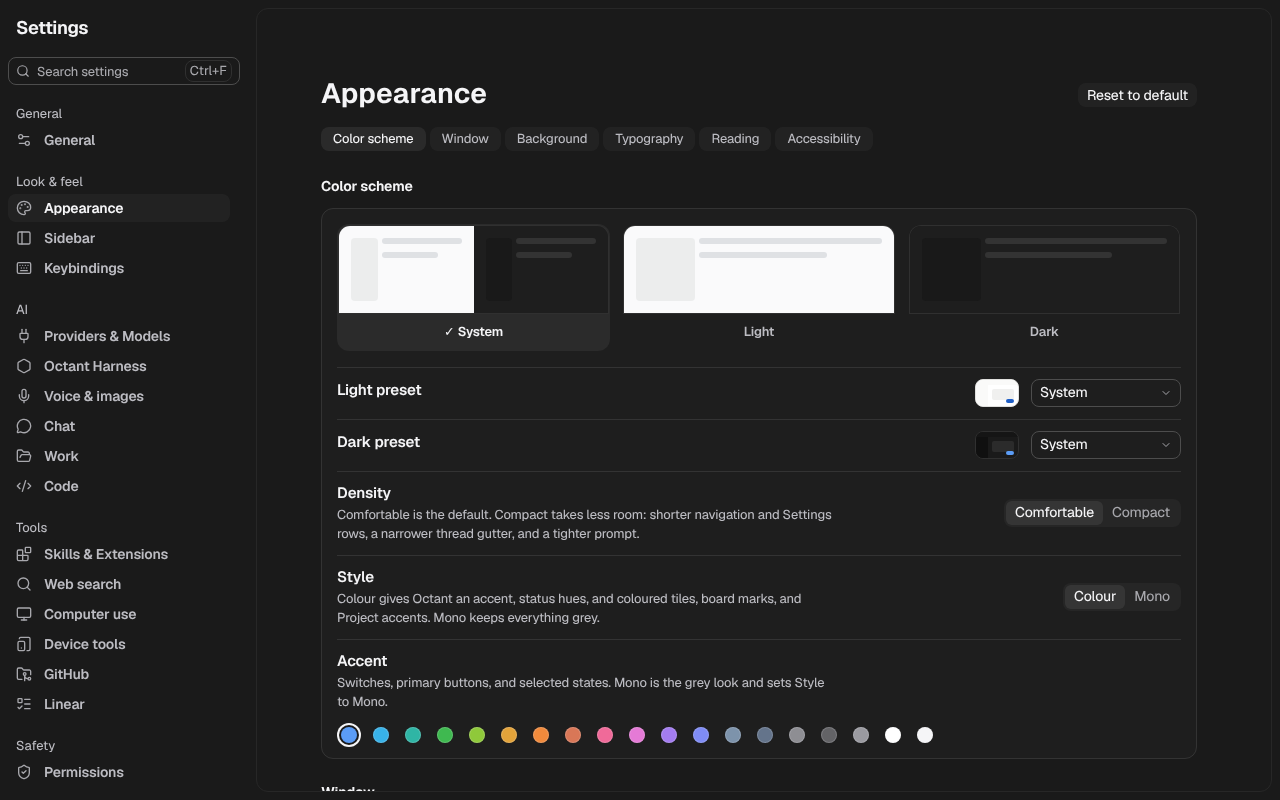 Settings
Search settings
Ctrl+F
General
General
Look & feel
Appearance
Sidebar
Keybindings
AI
Providers & Models
Octant Harness
Voice & images
Chat
Work
Code
Tools
Skills & Extensions
Web search
Computer use
Device tools
GitHub
Linear
Safety
Permissions
Appearance
Reset to default
Color scheme
Window
Background
Typography
Reading
Accessibility
Color scheme
✓ System
Light
Dark
Light preset
System
Dark preset
System
Density
Comfortable is the default. Compact takes less room: shorter navigation and Settings
rows, a narrower thread gutter, and a tighter prompt.
Comfortable
Compact
Style
Colour gives Octant an accent, status hues, and coloured tiles, board marks, and
Project accents. Mono keeps everything grey.
Colour
Mono
Accent
Switches, primary buttons, and selected states. Mono is the grey look and sets Style
to Mono.
Window